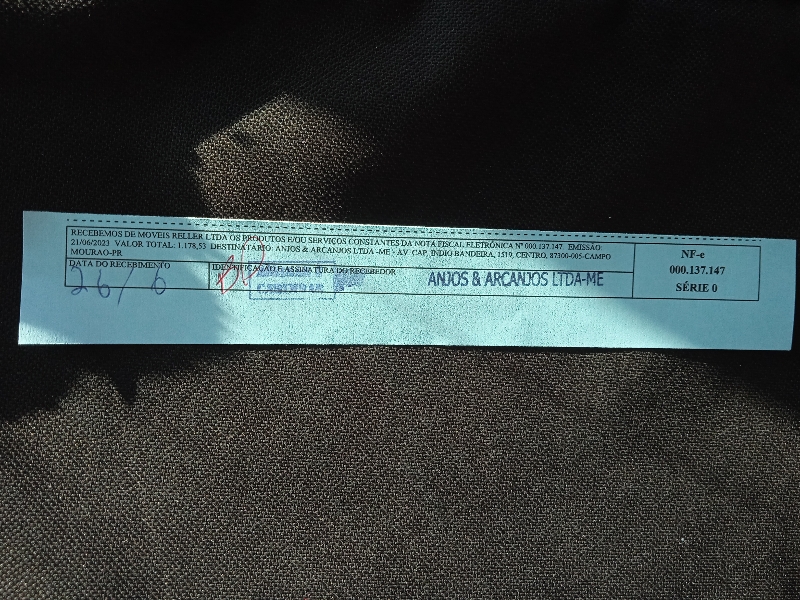 RECEBEMOS DE MOVEIS RELLER LTDA OS PRODUTOS E/OU SERVIÇOS CONSTANTES DA NOTA FISCAL ELETRÔNICA Nº 000.137.147. EMISSÃO:
21/06/2023 VALOR TOTAL: 1.178,53 DESTINATÁRIO: ANJOS & ARCANJOS LTDA -ME - AV. CAP, INDIO BANDEIRA, 1519, CENTRO, 87300-005-CAMPO
MOURAO-PR
DATA DO RECEBIMENTO
26/6
IDENTIFICAÇÃO E ASSINATURA DO RECEBEDOR
ANJOS & ARCANJOS LTDA-ME
NF-e
000.137.147
SÉRIE 0